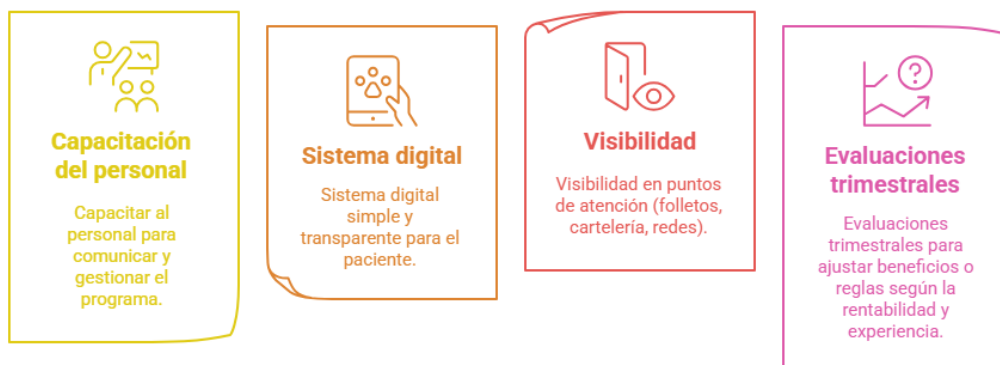 Capacitación
del personal
Capacitar al
personal para
comunicar y
gestionar el
programa.
Sistema digital
Sistema digital
simple y
transparente para el
paciente.
Visibilidad
Visibilidad en puntos
de atención (folletos,
cartelería, redes).
?
Evaluaciones
trimestrales
Evaluaciones
trimestrales para
ajustar beneficios o
reglas según la
rentabilidad y
experiencia.